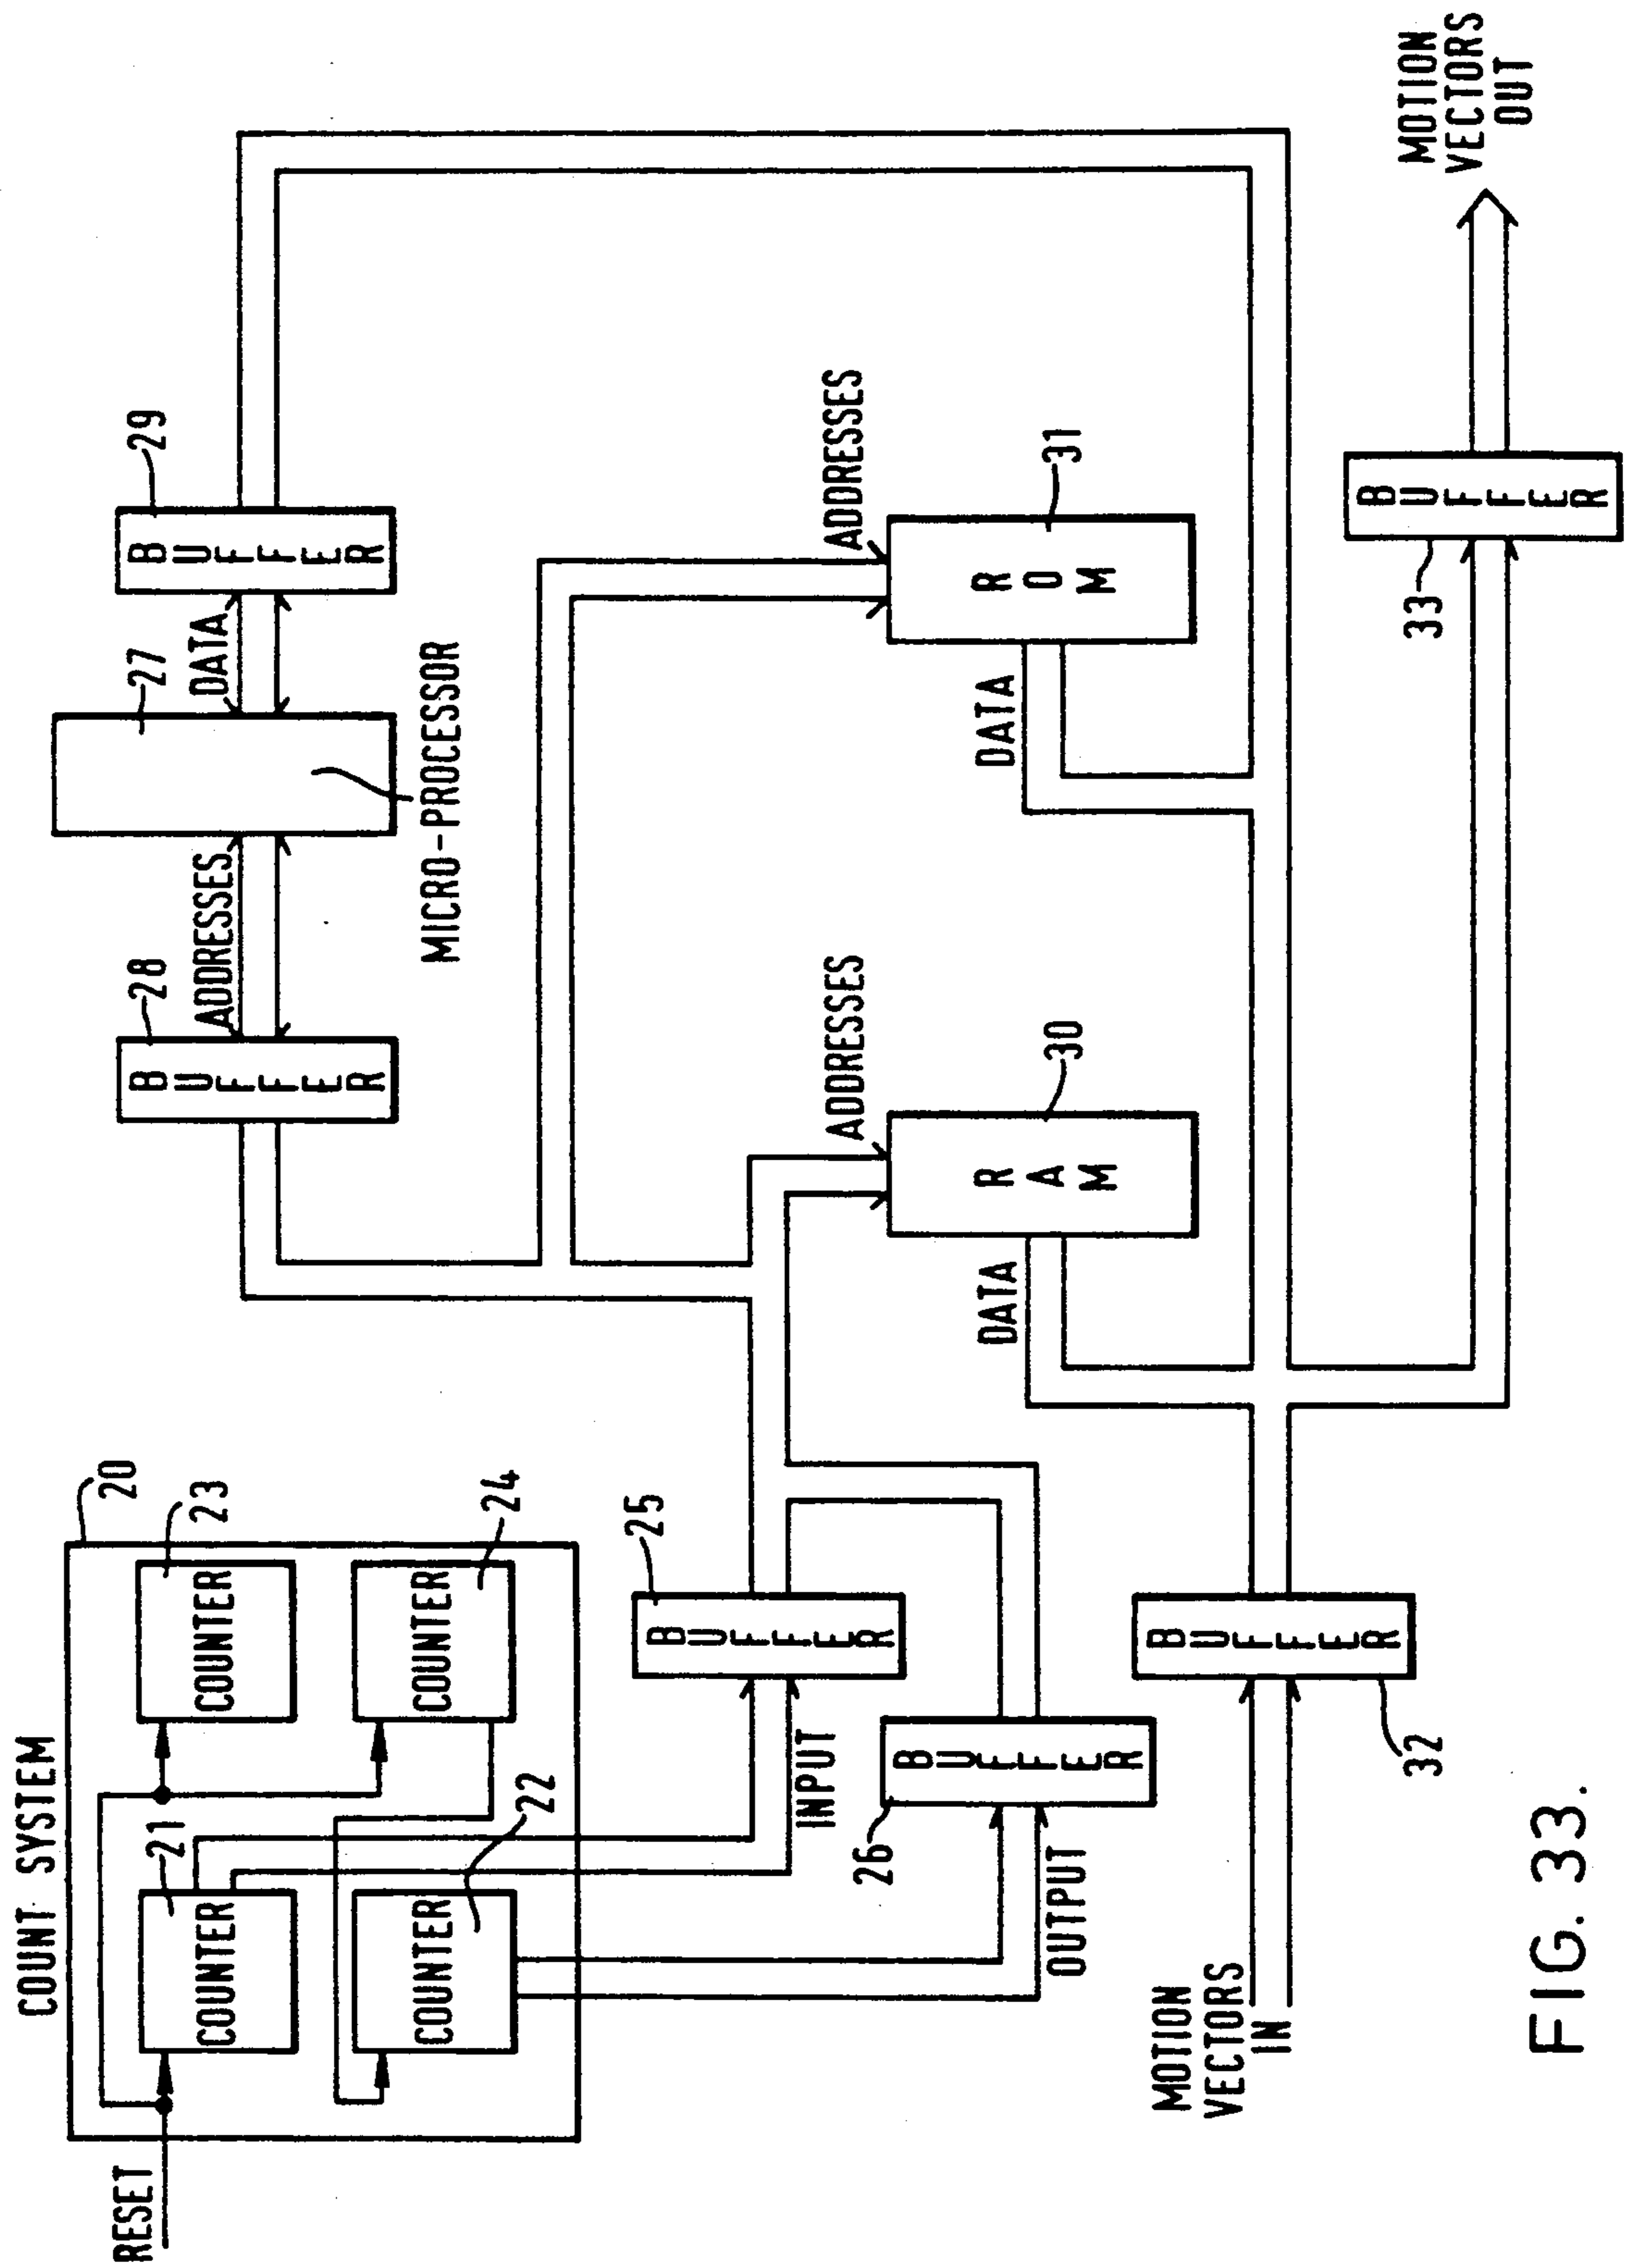 COUNT SYSTEM
20
RESET
21
COUNTER
23
COUNTER
COUNTER
22
COUNTER
24
INPUT
25
BUFFER
OUTPUT
26
BUFFER
28
BUFFER
ADDRESSES
27
MICRO-PROCESSOR
DATA
29
BUFFER
ADDRESSES
RAM
30
DATA
ADDRESSES
ROM
31
DATA
MOTION
VECTORS
IN
BUFFER
32
33
BUFFER
MOTION
VECTORS
OUT
FIG. 33.